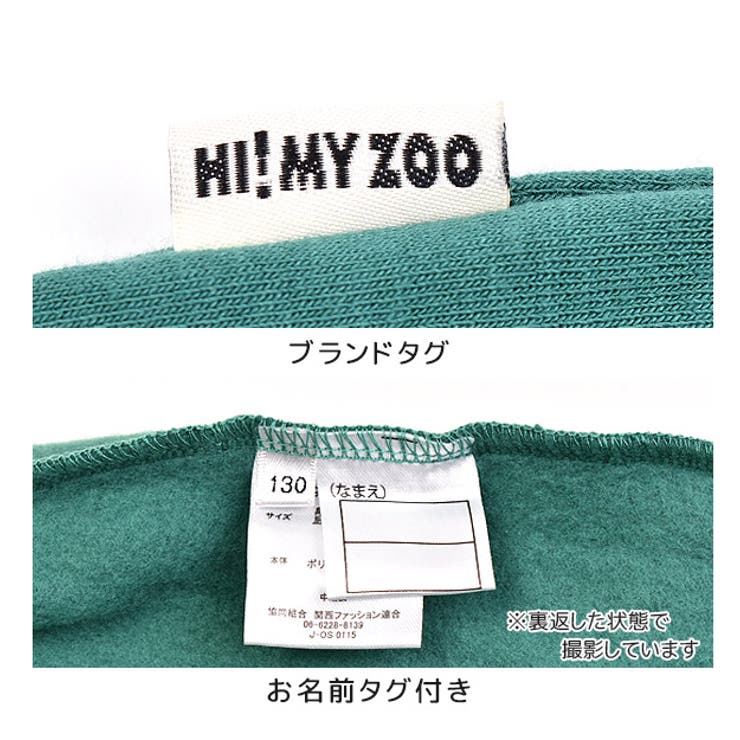 HI!MY ZOO
ブランドタグ
130
サイズ
(なまえ)
本体 ポリ
協同組合 関西ファッション連合
06-6228-8139
J-OS 0115
※裏返した状態で
撮影しています
お名前タグ付き